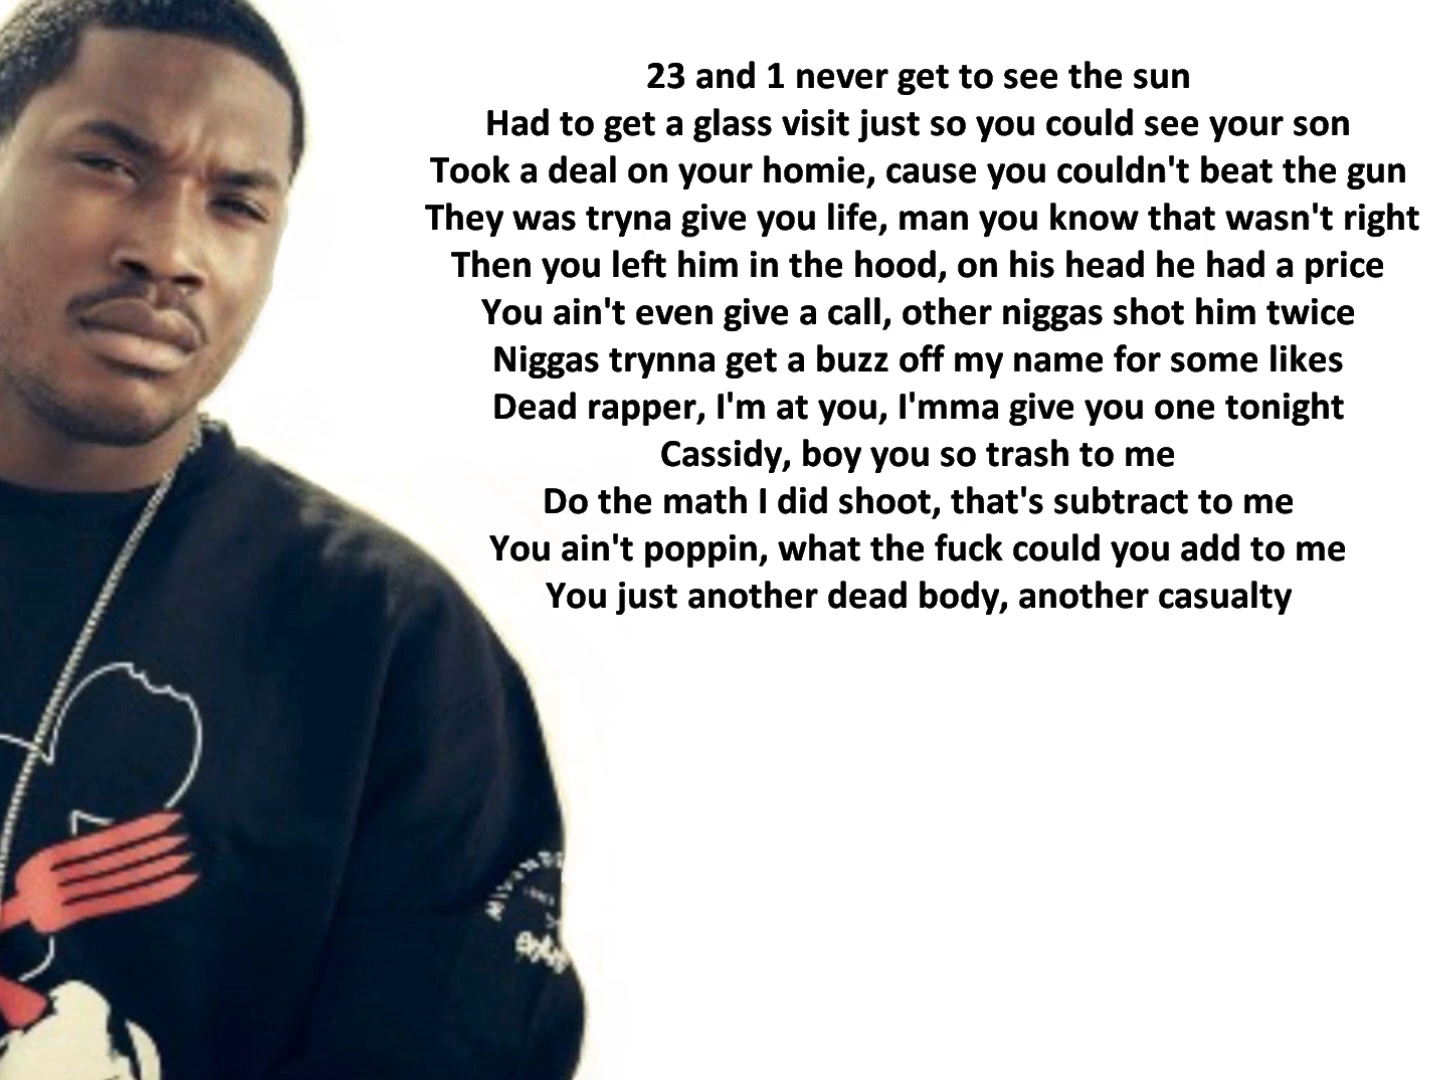 23 and 1 never get to see the sun
Had to get a glass visit just so you could see your son
Took a deal on your homie, cause you couldn't beat the gun
They was tryna give you life, man you know that wasn't right
Then you left him in the hood, on his head he had a price
You ain't even give a call, other niggas shot him twice
Niggas trynna get a buzz off my name for some likes
Dead rapper, I'm at you, I'mma give you one tonight
Cassidy, boy you so trash to me
Do the math I did shoot, that's subtract to me
You ain't poppin, what the fuck could you add to me
You just another dead body, another casualty